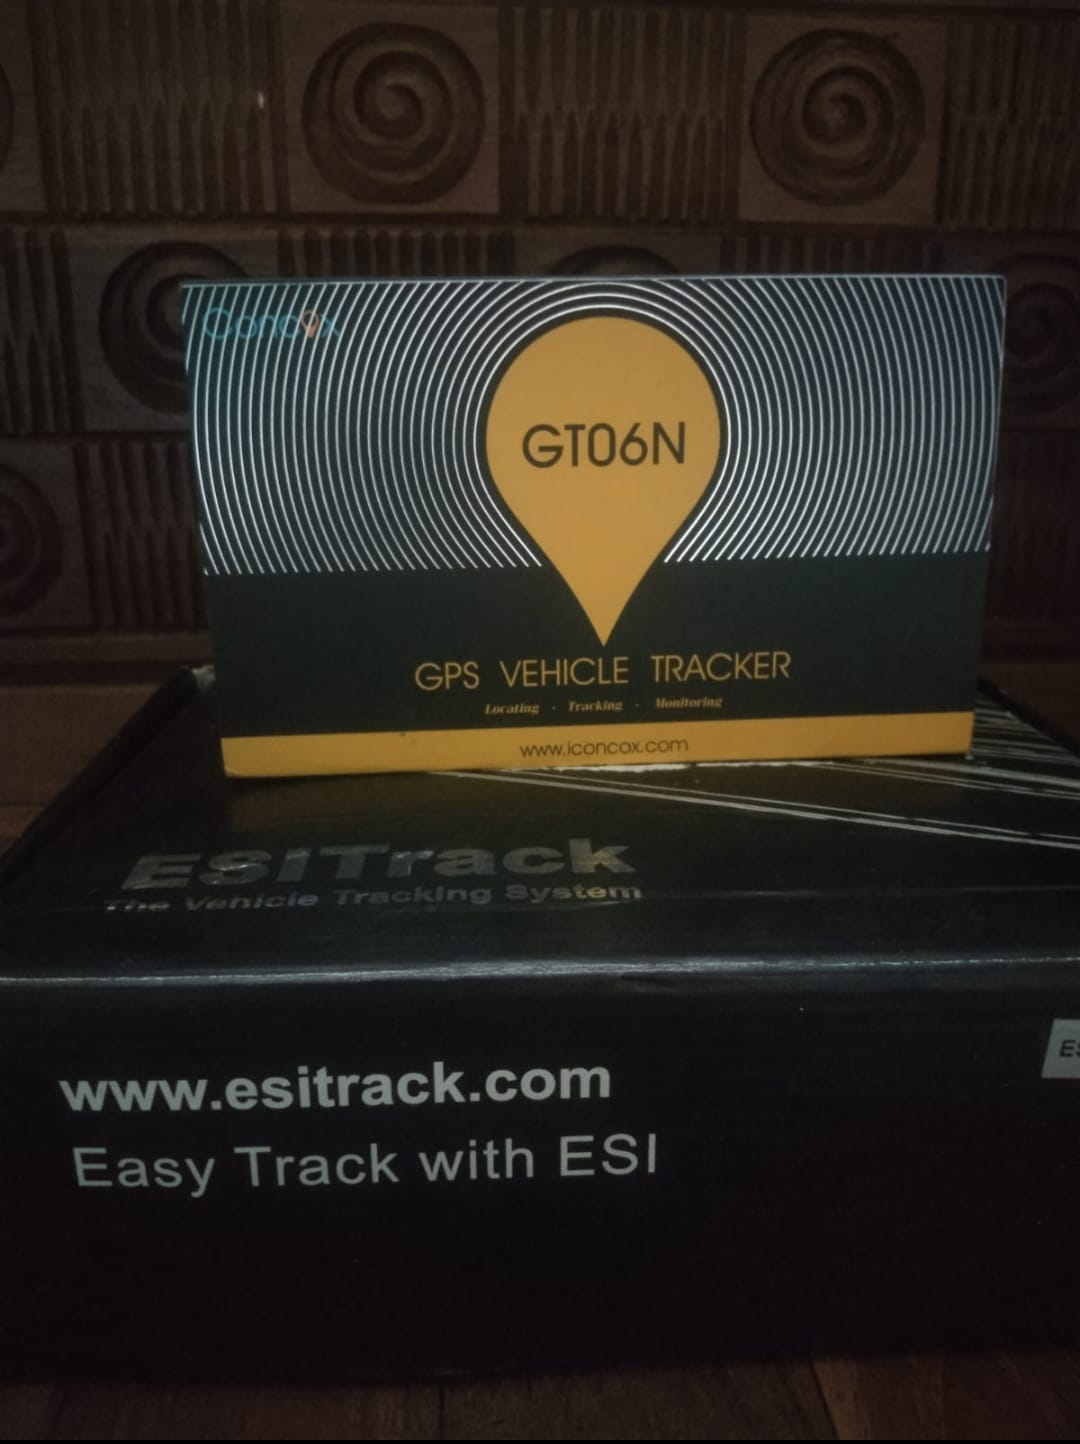 Concox
GT06N
GPS VEHICLE TRACKER
Locating · Tracking · Monitoring
www.iconcox.com
ESITrack
The Vehicle Tracking System
www.esitrack.com
Easy Track with ESI